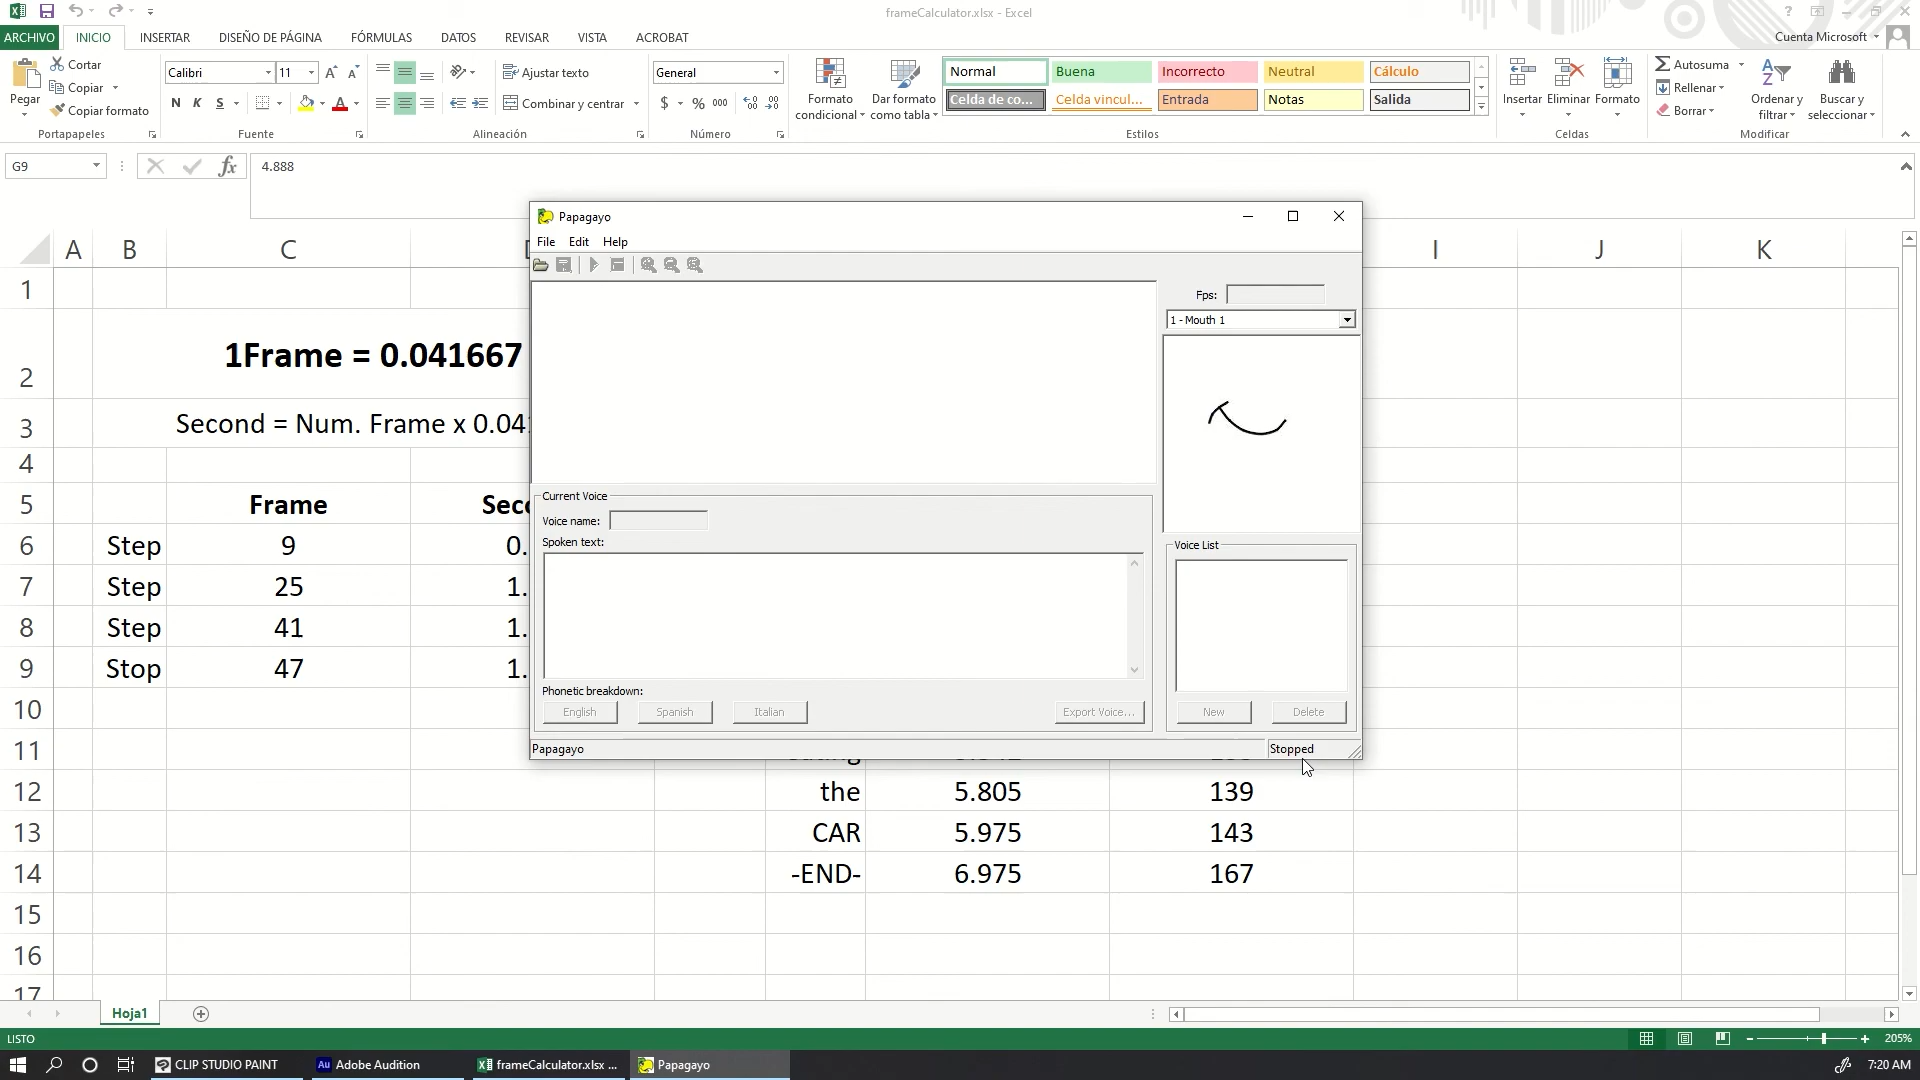 frameCalculator.xlsx - Excel
ARCHIVO INICIO INSERTAR DISEÑO DE PÁGINA FÓRMULAS DATOS REVISAR VISTA ACROBAT
Cuenta Microsoft
Pegar
Cortar
Copiar
Copiar formato
Portapapeles
Calibri 11
N K S
Fuente
Ajustar texto
Combinar y centrar
Alineación
General
$ % 000
Número
Formato condicional
Dar formato como tabla
Normal Buena Incorrecto Neutral Cálculo
Celda de co... Celda vincul... Entrada Notas Salida
Estilos
Insertar Eliminar Formato
Celdas
Autosuma
Rellenar
Borrar
Ordenar y filtrar
Buscar y seleccionar
Modificar
G9
fx
4.888
A B C I J K
1
2 1Frame = 0.041667
3 Second = Num. Frame x 0.04
4
5 Frame
6 Step 9 0.
7 Step 25 1.
8 Step 41 1.
9 Stop 47 1.
10
11
12 the 5.805 139
13 CAR 5.975 143
14 -END- 6.975 167
15
16
17
Papagayo
File Edit Help
Fps:
1 - Mouth 1
Current Voice
Voice name:
Spoken text:
Phonetic breakdown:
English Spanish Italian Export Voice...
Voice List
New Delete
Papagayo Stopped
Hoja1
LISTO
205%
CLIP STUDIO PAINT
Au Adobe Audition
frameCalculator.xlsx ...
Papagayo
7:20 AM